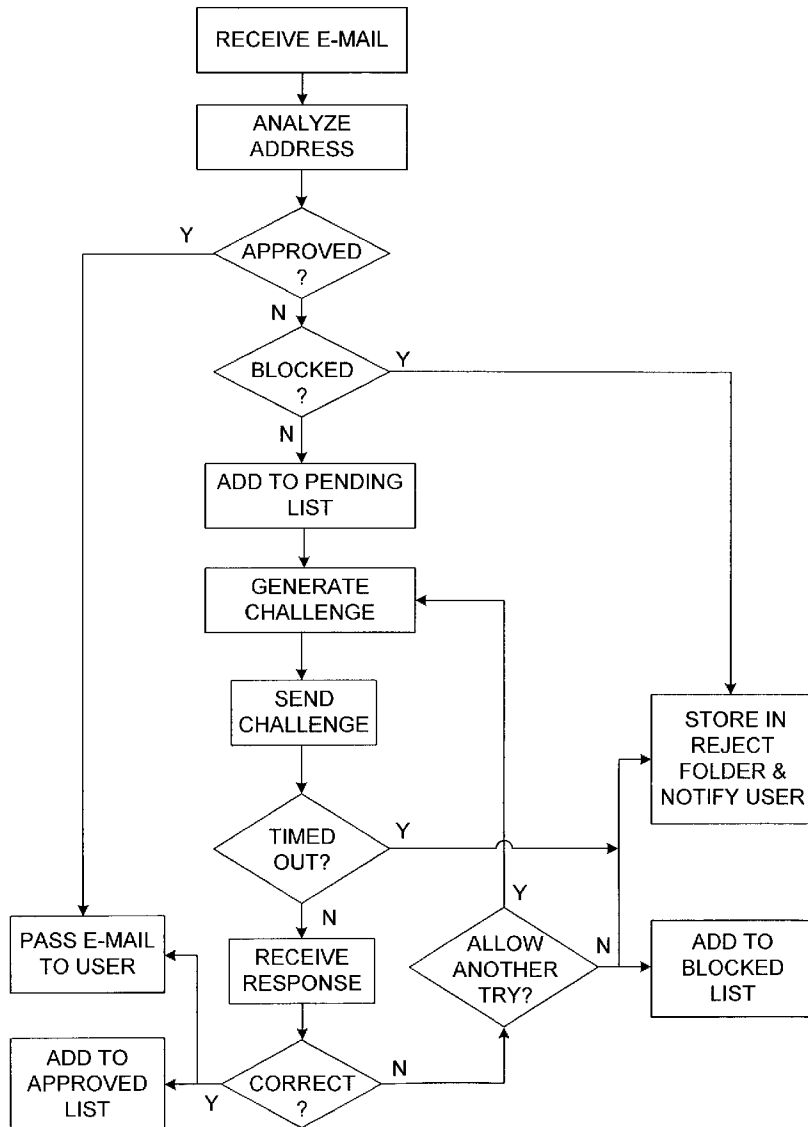 RECEIVE E-MAIL
ANALYZE
ADDRESS
Y
APPROVED
?
N
BLOCKED
?
Y
N
ADD TO PENDING
LIST
GENERATE
CHALLENGE
SEND
CHALLENGE
STORE IN
REJECT
FOLDER &
NOTIFY USER
TIMED
OUT?
Y
N
Y
PASS E-MAIL
TO USER
RECEIVE
RESPONSE
ALLOW
ANOTHER
TRY?
N
ADD TO
BLOCKED
LIST
ADD TO
APPROVED
LIST
Y
CORRECT
?
N